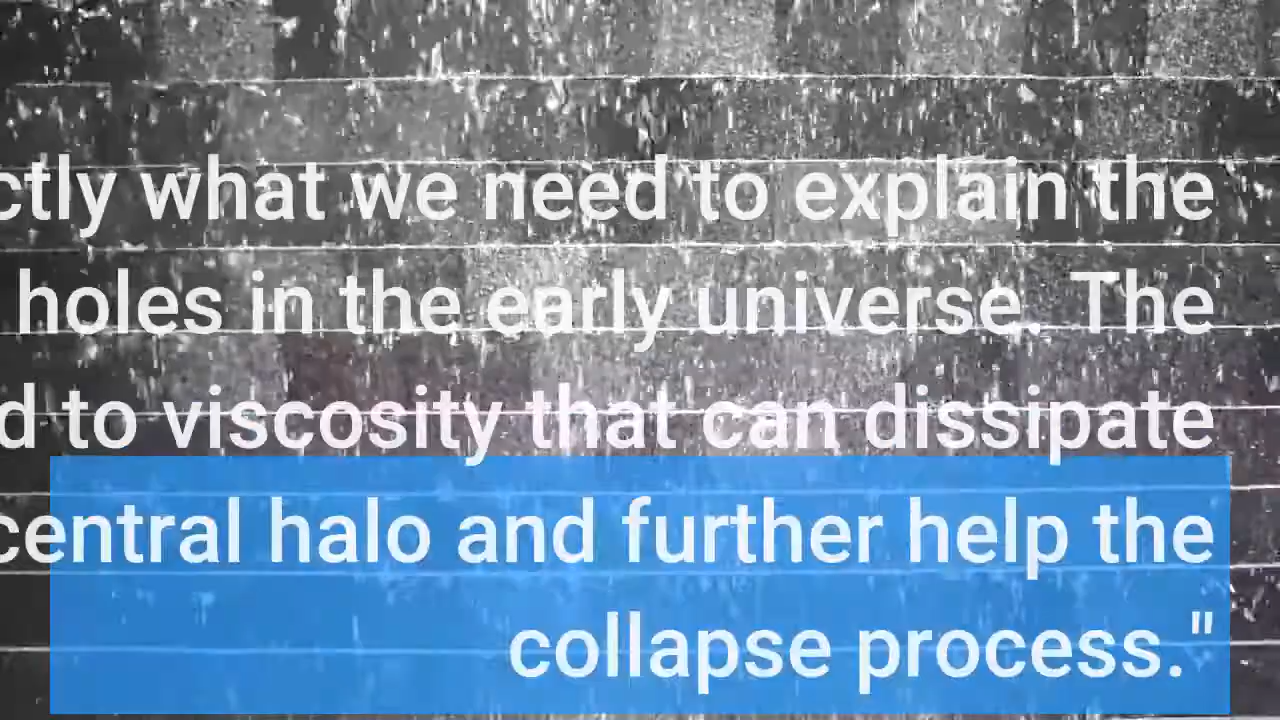 what we need to explain the
holes in the early universe. The
to viscosity that can dissipate
central halo and further help the
collapse process."